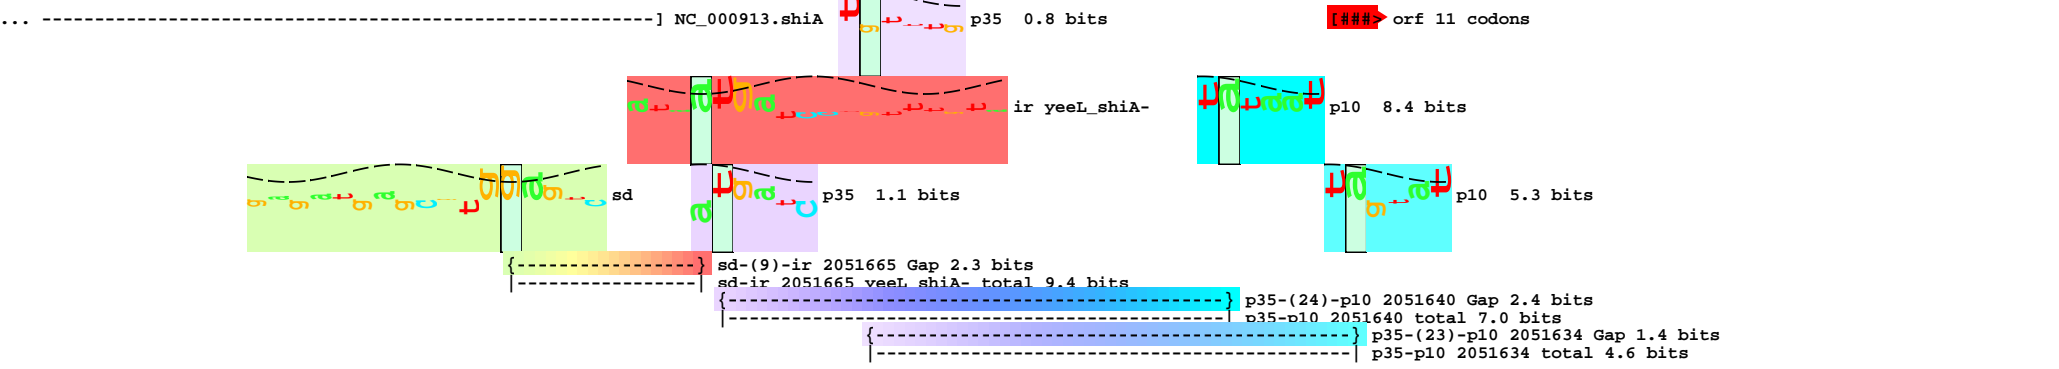 ... ----------------------------------------------------------] NC_000913.shiA
p35 0.8 bits
[###> orf 11 codons
ir yeeL_shiA-
p10 8.4 bits
sd
p35 1.1 bits
p10 5.3 bits
{-----------------} sd-(9)-ir 2051665 Gap 2.3 bits
|-----------------| sd-ir 2051665 yeeL_shiA- total 9.4 bits
{-----------------------------------------------} p35-(24)-p10 2051640 Gap 2.4 bits
|-----------------------------------------------| p35-p10 2051640 total 7.0 bits
{---------------------------------------------} p35-(23)-p10 2051634 Gap 1.4 bits
|---------------------------------------------| p35-p10 2051634 total 4.6 bits